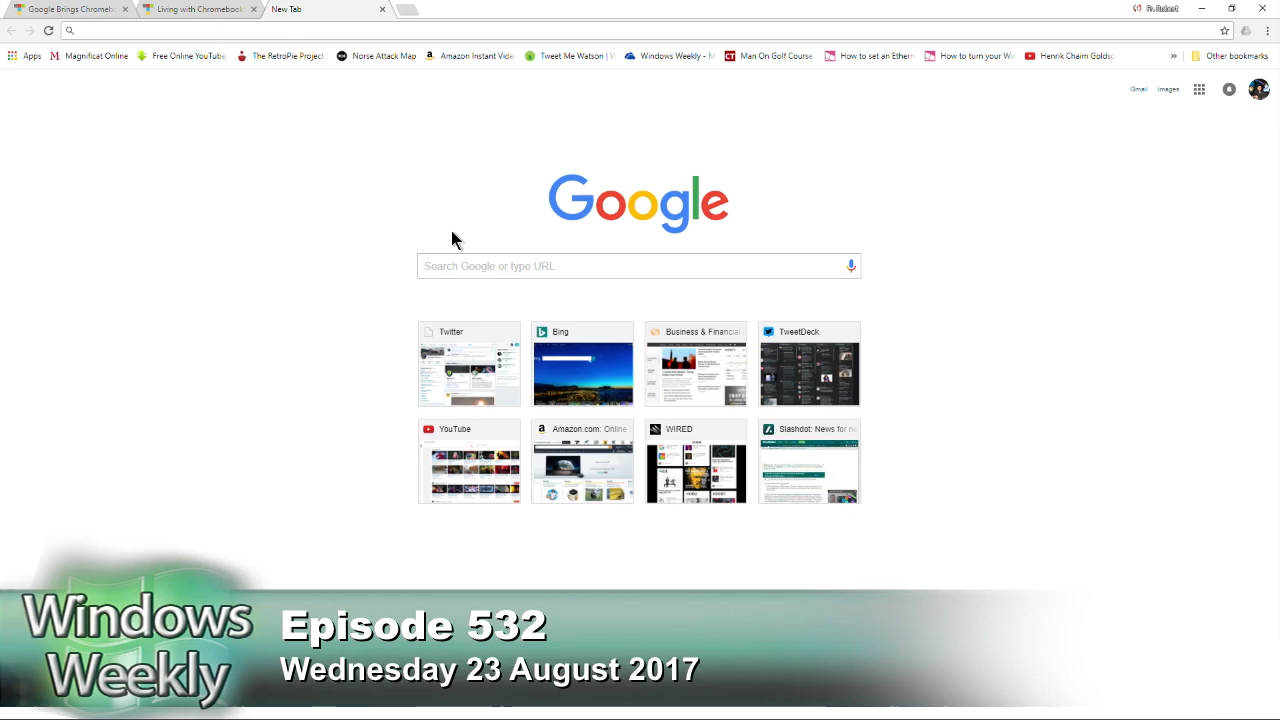 Google Brings Chromeb
Living with Chromebook
New Tab
Fr. Robert
Apps
Magnificat Online
Free Online YouTube
The RetroPie Project
Norse Attack Map
Amazon Instant Vide
Tweet Me Watson | W
Windows Weekly - N
Man On Golf Course
How to set an Ethern
How to turn your Wi
Henrik Chaim Goldsc
»
Other bookmarks
Gmail
Images
Google
Search Google or type URL
Twitter
Bing
Business & Financial
TweetDeck
YouTube
Amazon.com: Online
WIRED
Slashdot: News for ne
Windows
Weekly
Episode 532
Wednesday 23 August 2017